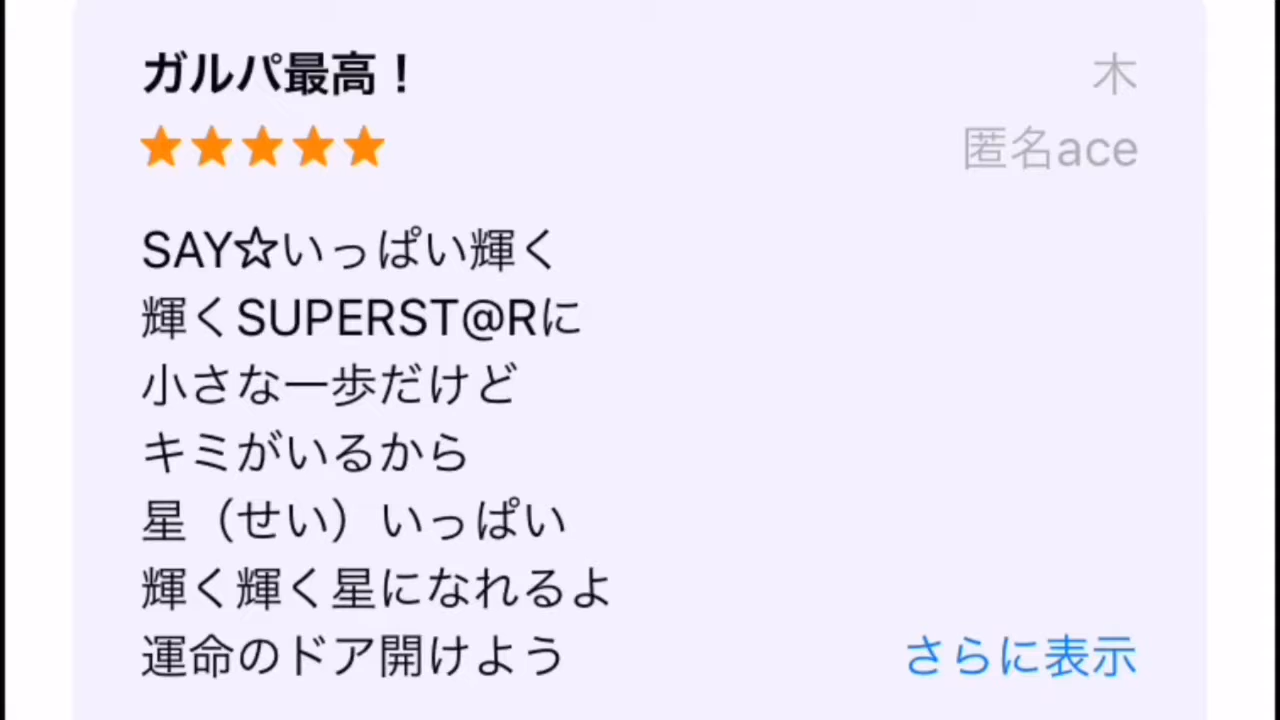 ガルパ最高！
木
★★★★★
匿名ace
SAY☆いっぱい輝く
輝くSUPERST@Rに
小さな一歩だけど
キミがいるから
星（せい）いっぱい
輝く輝く星になれるよ
運命のドア開けよう
さらに表示